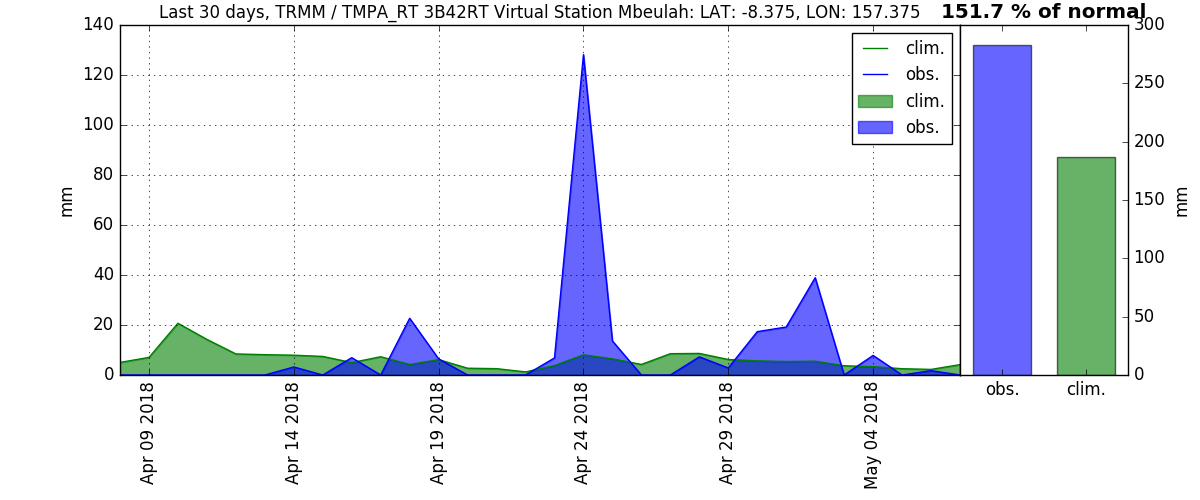 Last 30 days, TRMM / TMPA_RT 3B42RT Virtual Station Mbeulah: LAT: -8.375, LON: 157.375
151.7 % of normal
140
120
100
80
60
40
20
0
mm
clim.
obs.
clim.
obs.
Apr 09 2018
Apr 14 2018
Apr 19 2018
Apr 24 2018
Apr 29 2018
May 04 2018
300
250
200
150
100
50
0
mm
obs.
clim.